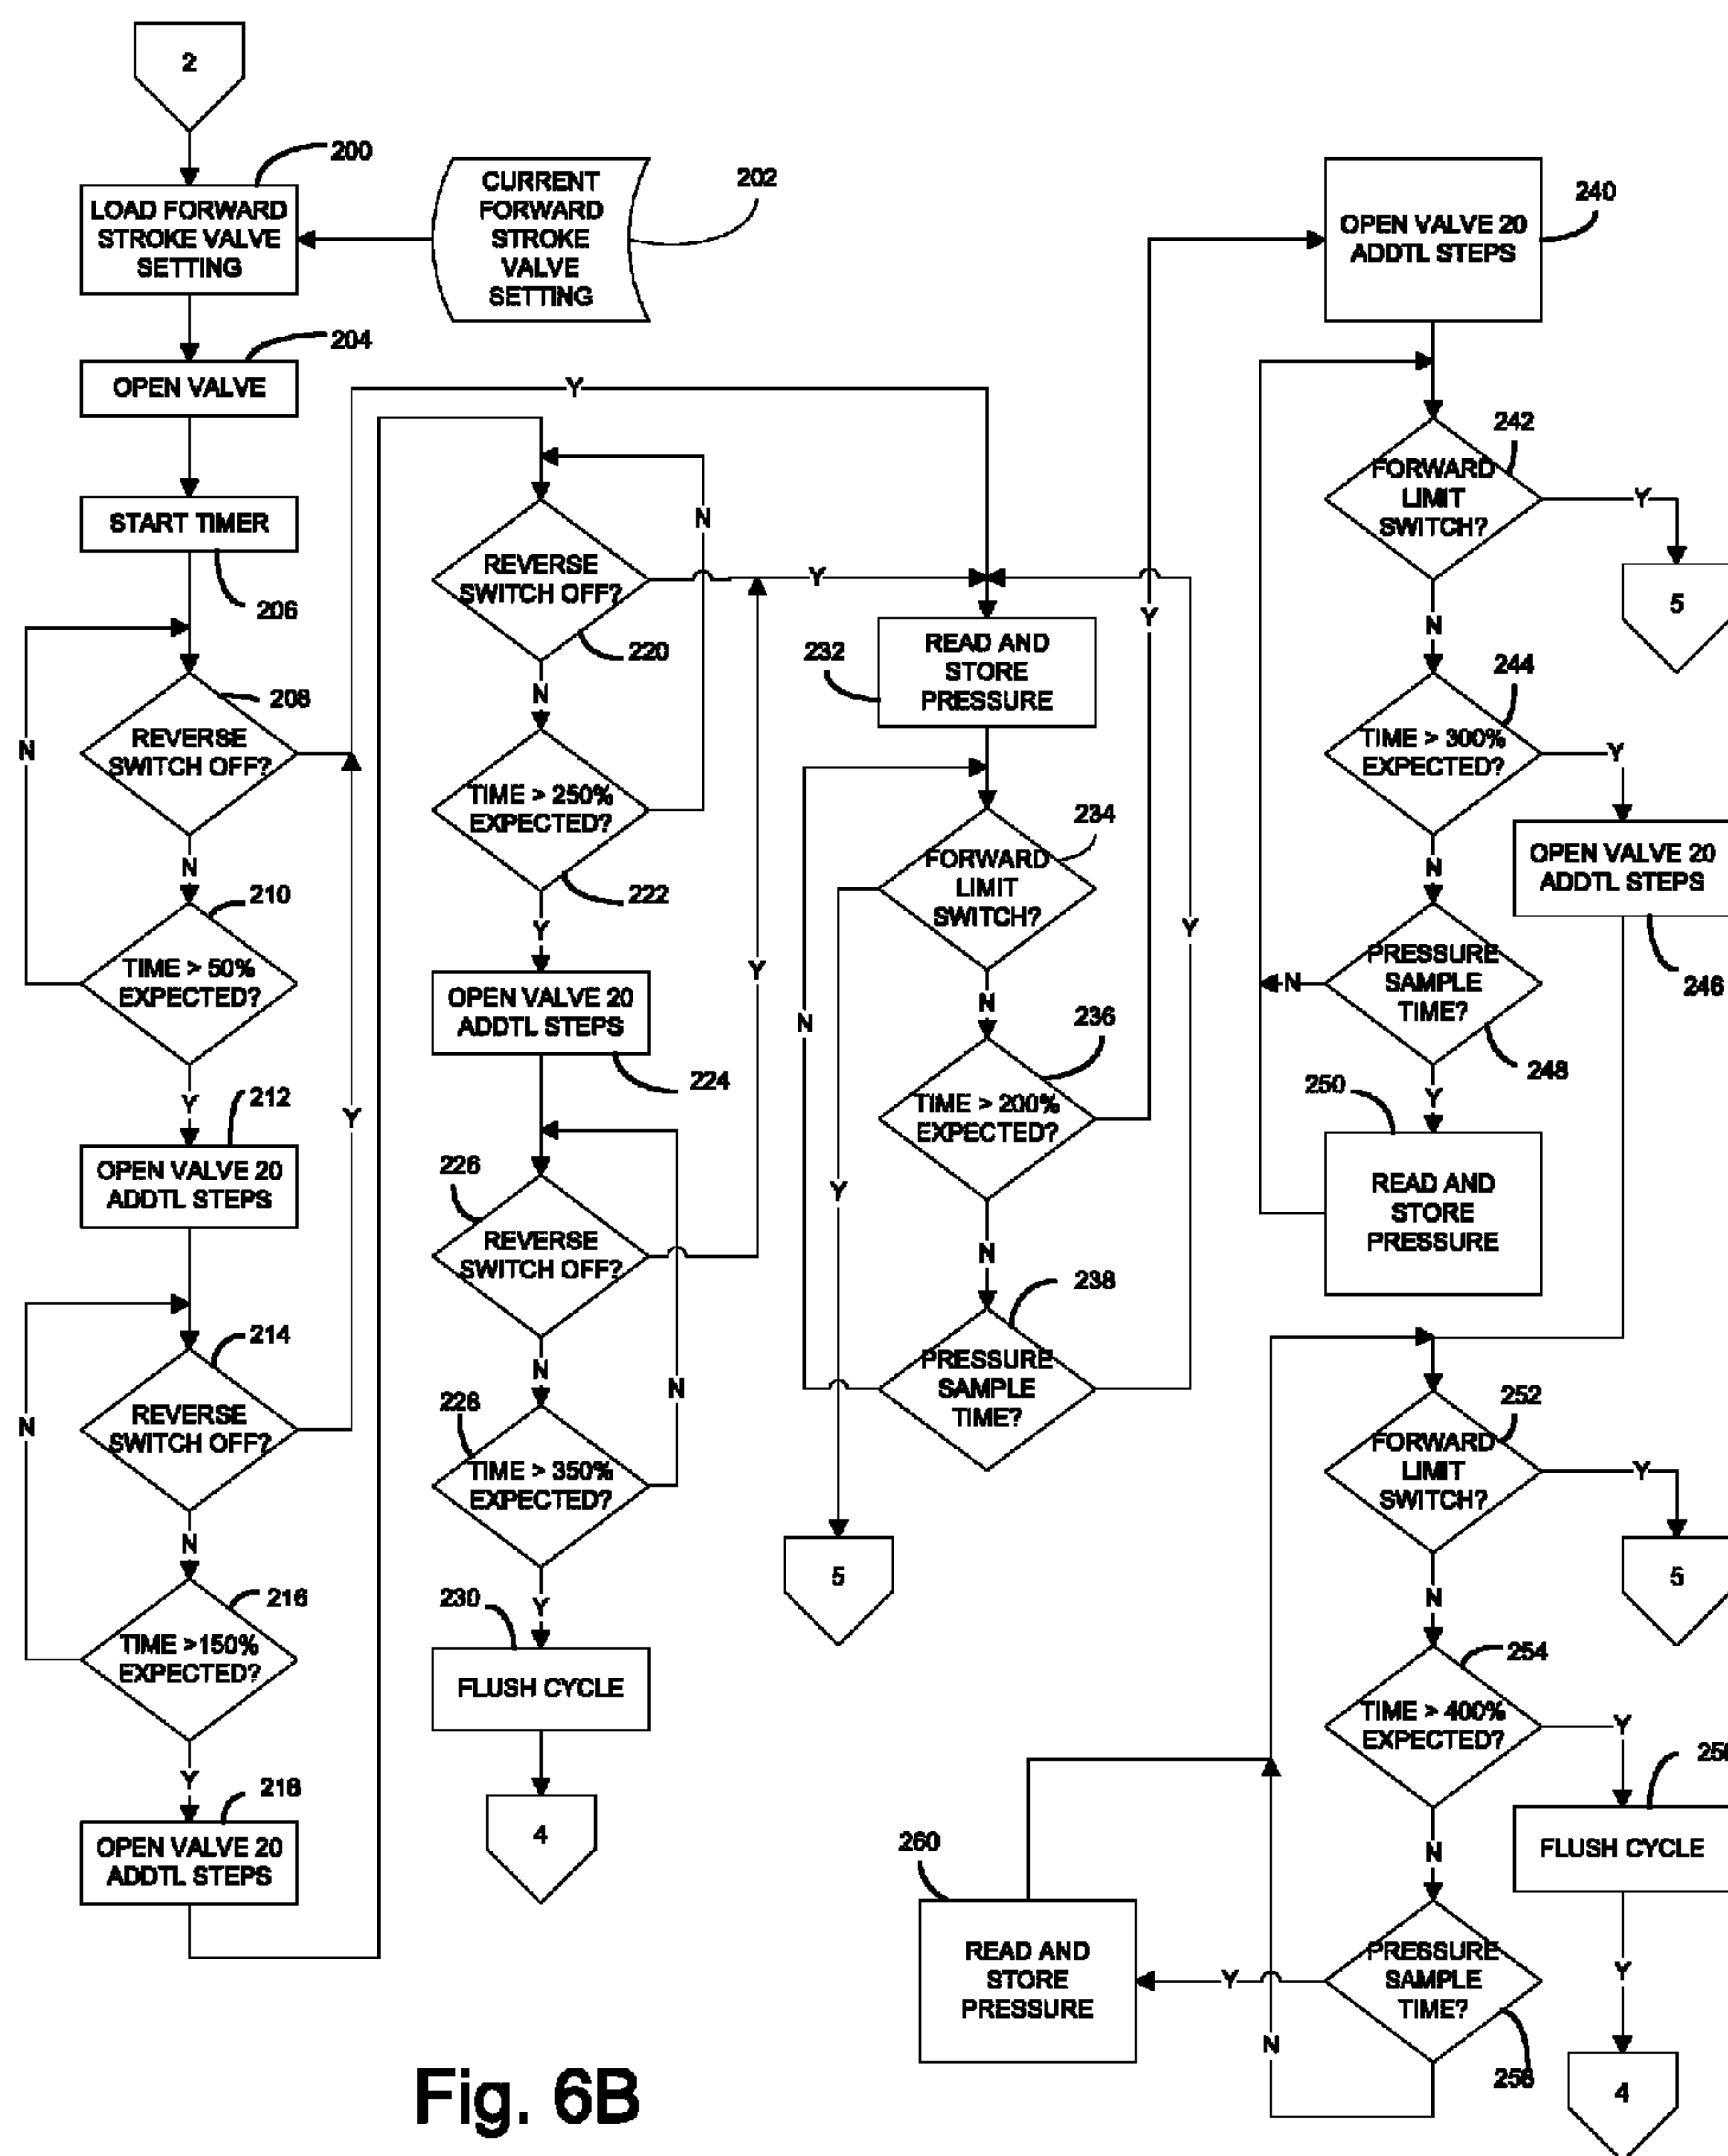 2
200
LOAD FORWARD
STROKE VALVE
SETTING
CURRENT
FORWARD
STROKE
VALVE
SETTING
202
204
OPEN VALVE
START TIMER
206
208
REVERSE
SWITCH OFF?
N
N
210
TIME > 50%
EXPECTED?
Y
212
OPEN VALVE 20
ADDTL STEPS
Y
214
REVERSE
SWITCH OFF?
N
N
216
TIME >150%
EXPECTED?
Y
218
OPEN VALVE 20
ADDTL STEPS
Y
N
REVERSE
SWITCH OFF?
220
Y
N
TIME > 250%
EXPECTED?
222
Y
OPEN VALVE 20
ADDTL STEPS
224
Y
226
REVERSE
SWITCH OFF?
N
N
228
TIME > 350%
EXPECTED?
Y
230
FLUSH CYCLE
4
232
READ AND
STORE
PRESSURE
234
FORWARD
LIMIT
SWITCH?
N
Y
N
236
TIME > 200%
EXPECTED?
Y
N
238
PRESSURE
SAMPLE
TIME?
Y
5
240
OPEN VALVE 20
ADDTL STEPS
242
FORWARD
LIMIT
SWITCH?
Y
5
N
244
TIME > 300%
EXPECTED?
Y
OPEN VALVE 20
ADDTL STEPS
246
N
PRESSURE
SAMPLE
TIME?
N
248
Y
250
READ AND
STORE
PRESSURE
252
FORWARD
LIMIT
SWITCH?
Y
5
N
254
TIME > 400%
EXPECTED?
Y
FLUSH CYCLE
Y
4
N
PRESSURE
SAMPLE
TIME?
258
Y
N
260
READ AND
STORE
PRESSURE
Fig. 6B